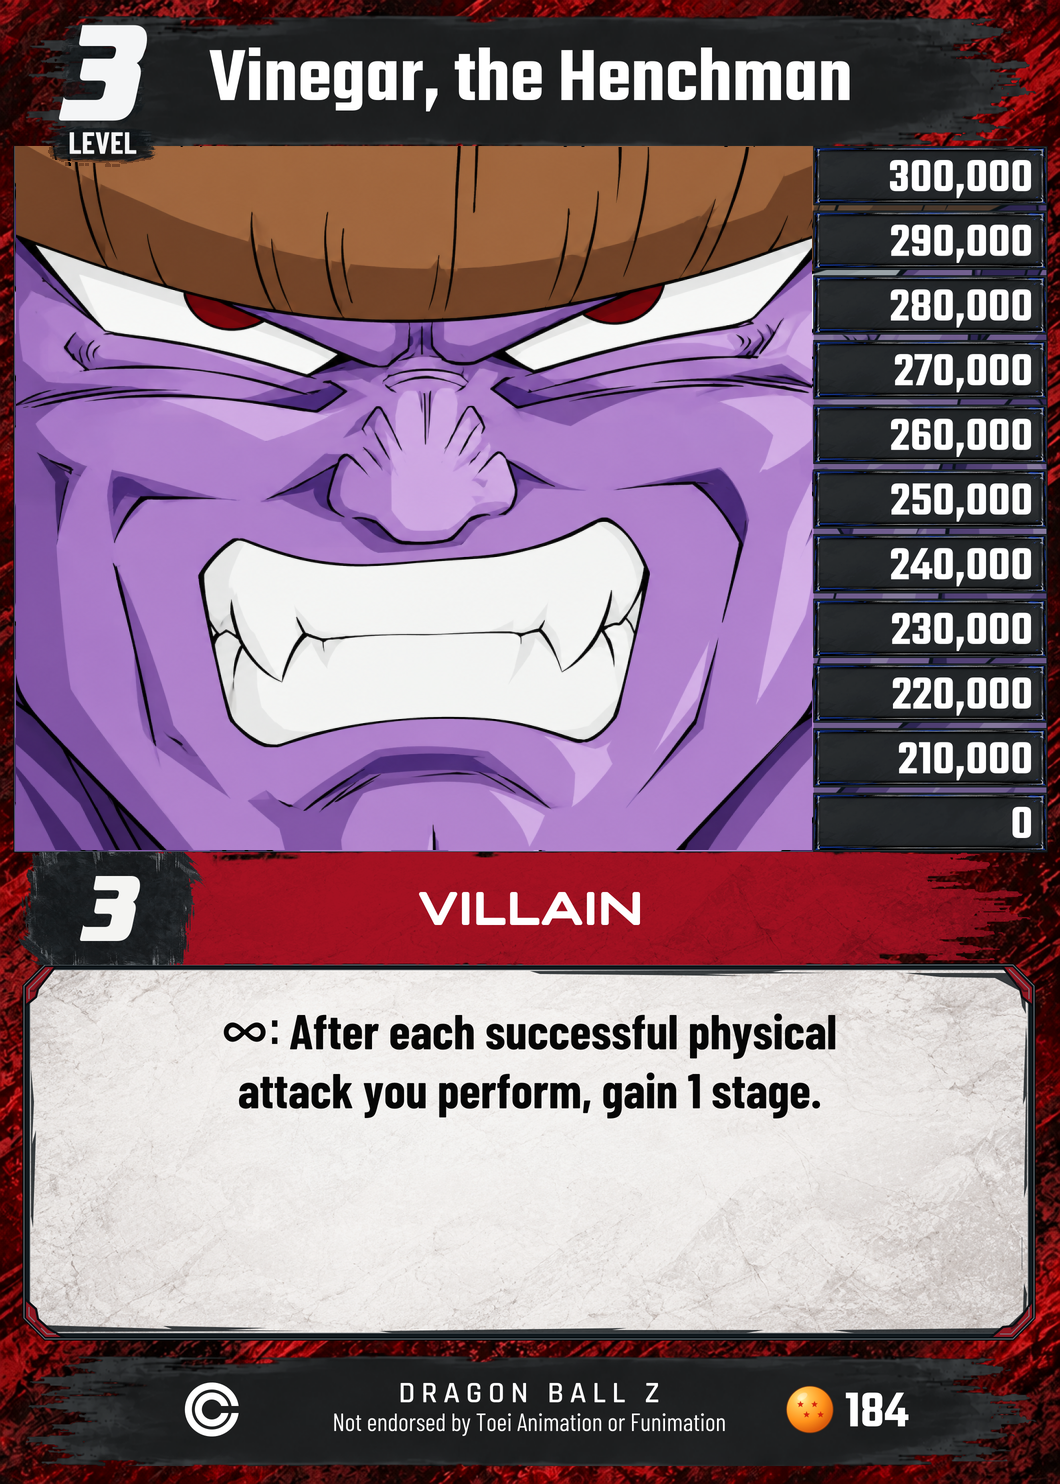 3
LEVEL
Vinegar, the Henchman
300,000
290,000
280,000
270,000
260,000
250,000
240,000
230,000
220,000
210,000
0
3
VILLAIN
∞: After each successful physical
attack you perform, gain 1 stage.
DRAGON BALL Z
Not endorsed by Toei Animation or Funimation
184